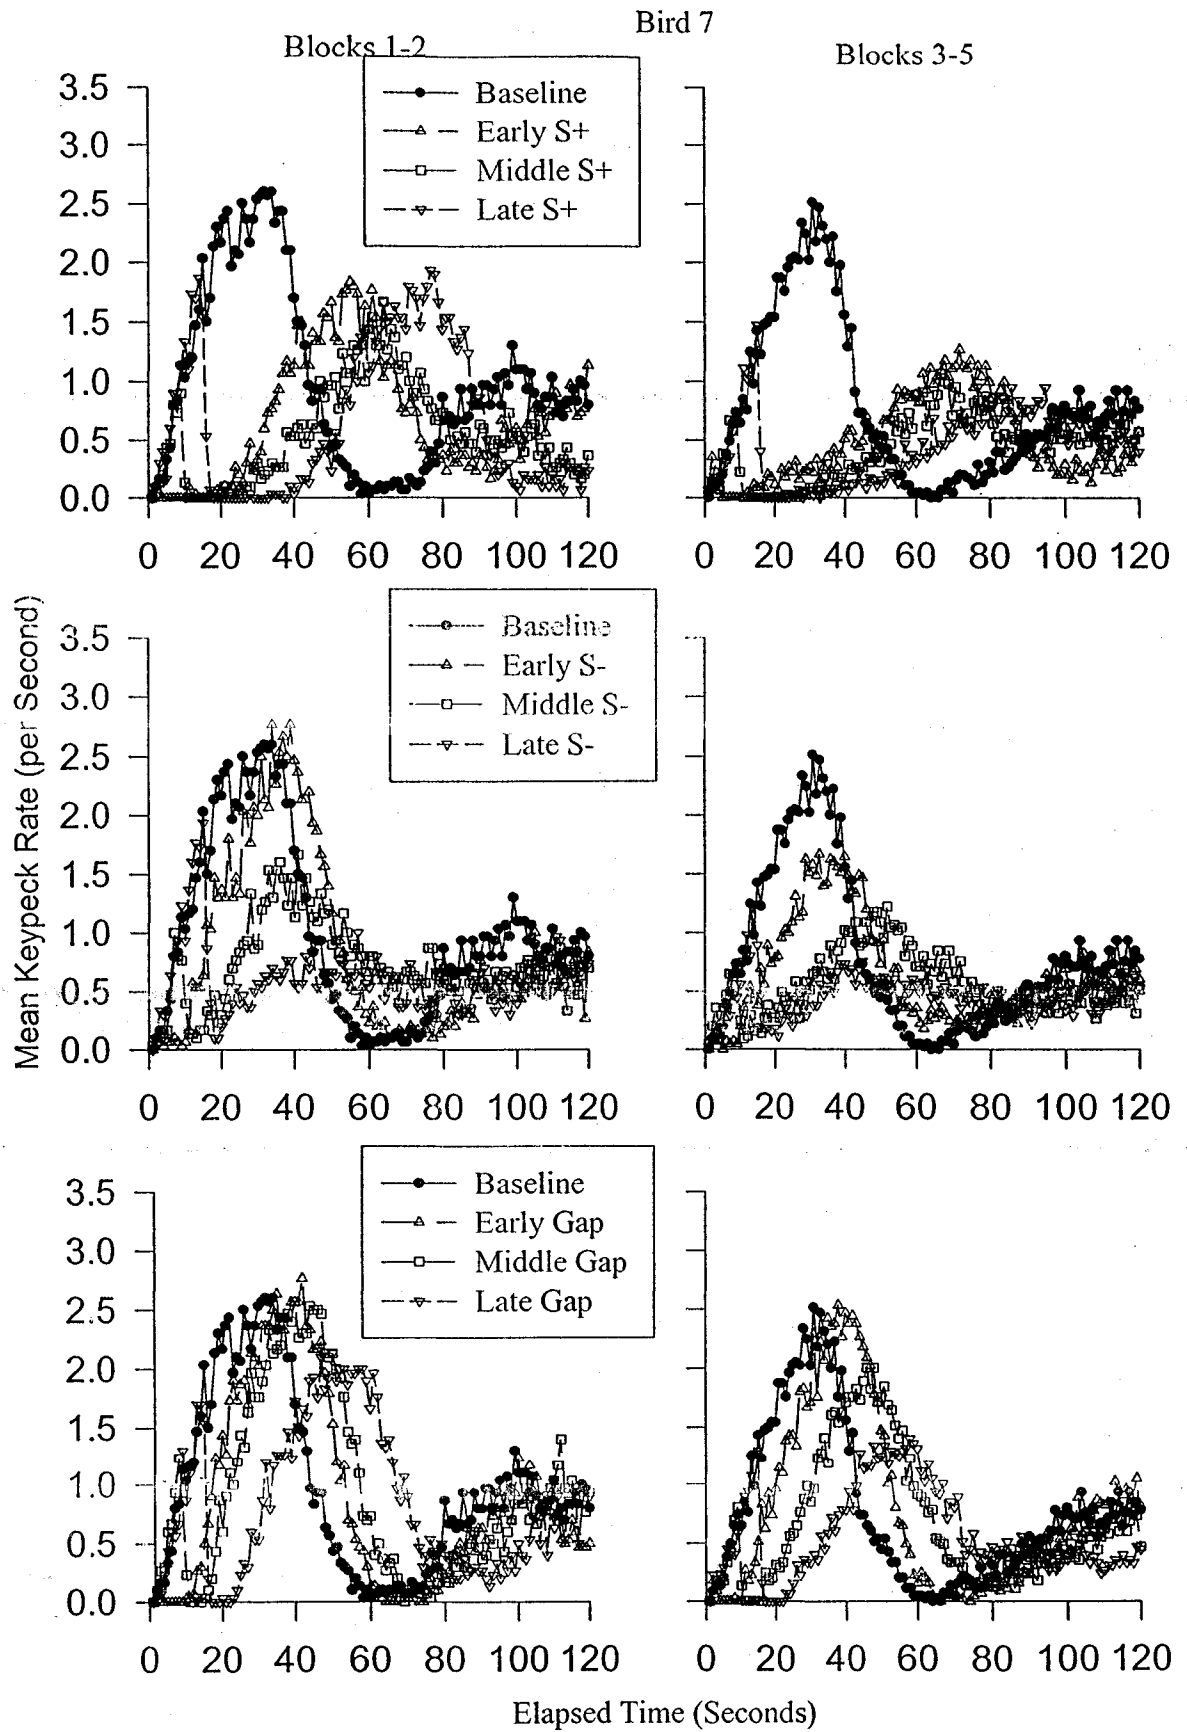 Bird 7
Blocks 1-2
Blocks 3-5
Baseline
Early S+
Middle S+
Late S+
3.5
3.0
2.5
2.0
1.5
1.0
0.5
0.0
0 20 40 60 80 100 120
0 20 40 60 80 100 120
Mean Keypeck Rate (per Second)
Baseline
Early S-
Middle S-
Late S-
3.5
3.0
2.5
2.0
1.5
1.0
0.5
0.0
0 20 40 60 80 100 120
0 20 40 60 80 100 120
Baseline
Early Gap
Middle Gap
Late Gap
3.5
3.0
2.5
2.0
1.5
1.0
0.5
0.0
0 20 40 60 80 100 120
0 20 40 60 80 100 120
Elapsed Time (Seconds)